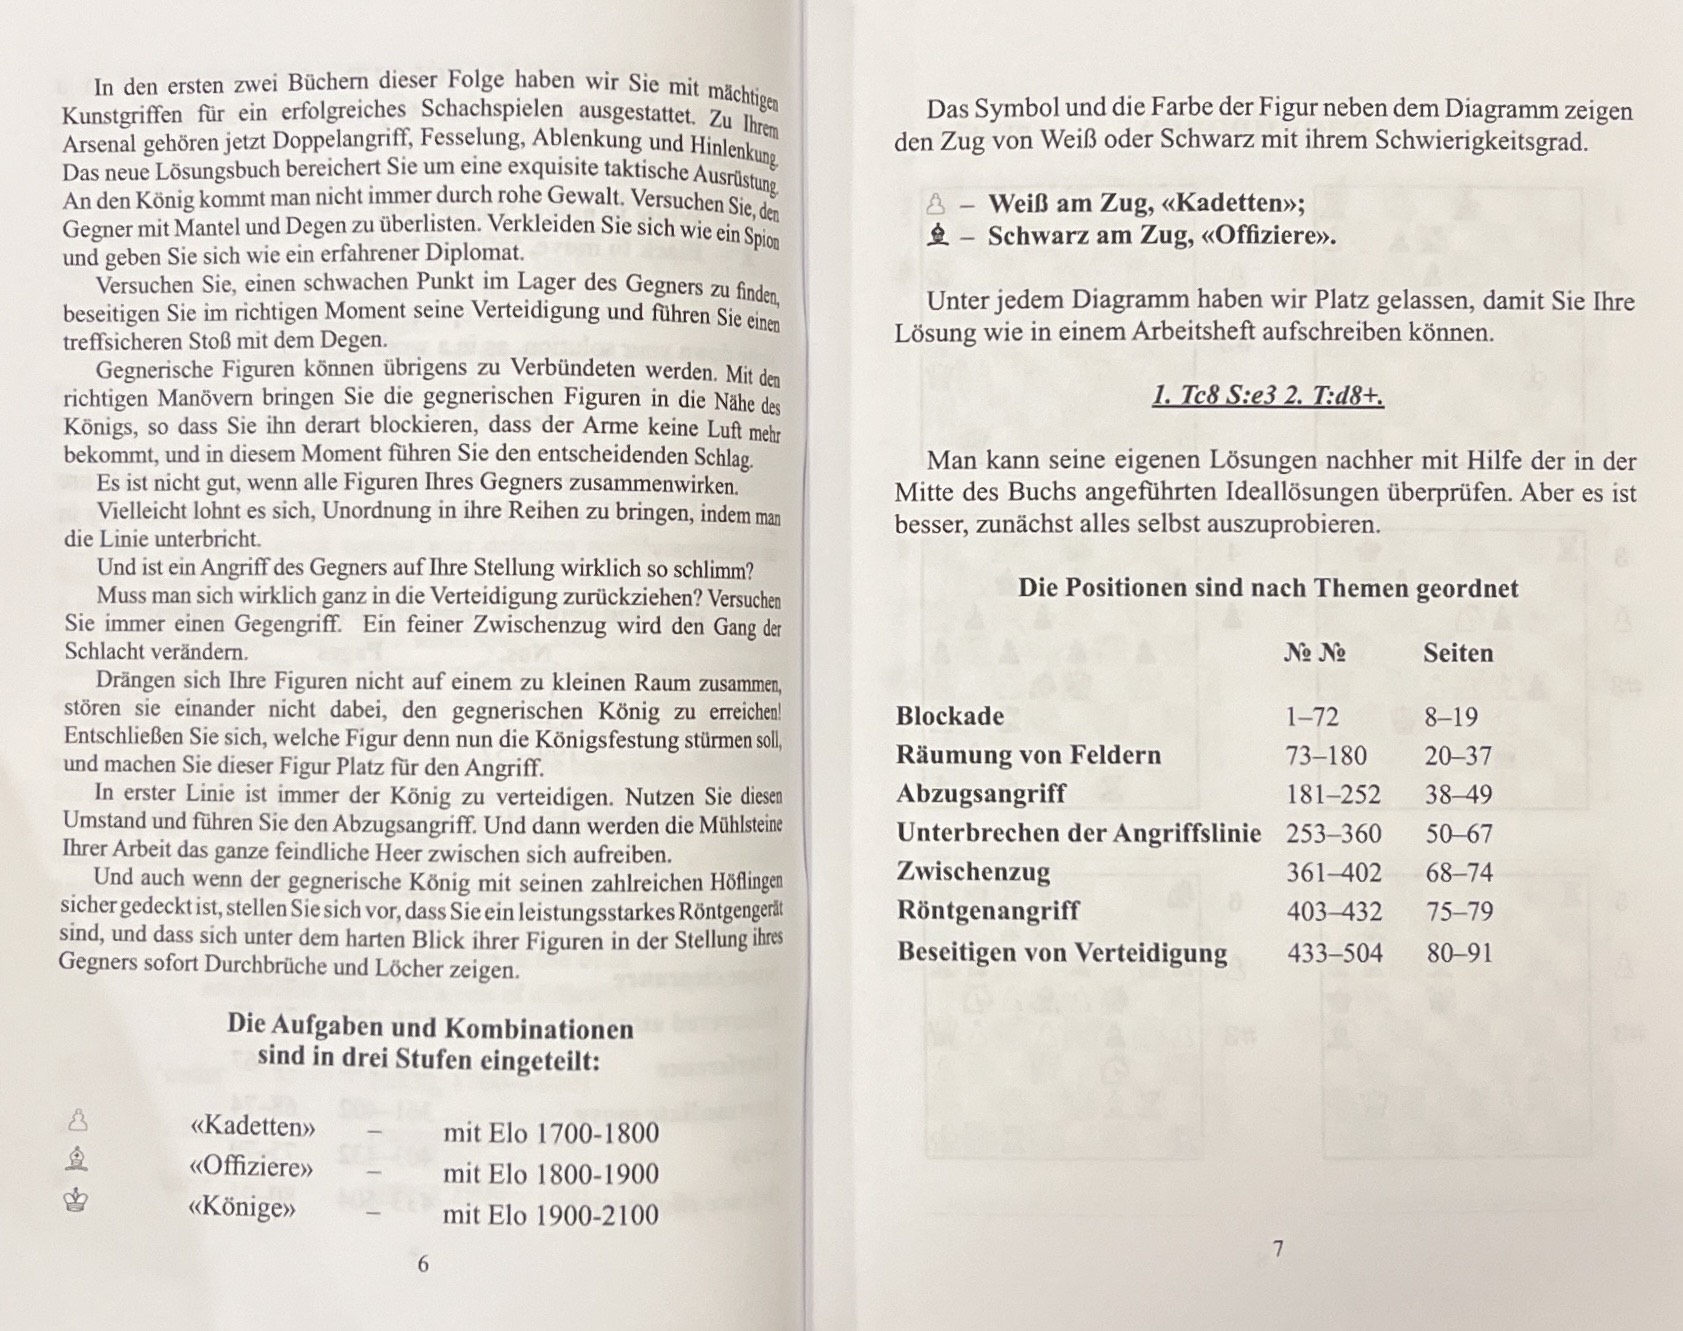 In den ersten zwei Büchern dieser Folge haben wir Sie mit mächtigen
Kunstgriffen für ein erfolgreiches Schachspielen ausgestattet. Zu Ihrem
Arsenal gehören jetzt Doppelangriff, Fesselung, Ablenkung und Hinlenkung.
Das neue Lösungsbuch bereichert Sie um eine exquisite taktische Ausrüstung.
An den König kommt man nicht immer durch rohe Gewalt. Versuchen Sie, den
Gegner mit Mantel und Degen zu überlisten. Verkleiden Sie sich wie ein Spion
und geben Sie sich wie ein erfahrener Diplomat.
Versuchen Sie, einen schwachen Punkt im Lager des Gegners zu finden,
beseitigen Sie im richtigen Moment seine Verteidigung und führen Sie einen
treffsicheren Stoß mit dem Degen.
Gegnerische Figuren können übrigens zu Verbündeten werden. Mit den
richtigen Manövern bringen Sie die gegnerischen Figuren in die Nähe des
Königs, so dass Sie ihn derart blockieren, dass der Arme keine Luft mehr
bekommt, und in diesem Moment führen Sie den entscheidenden Schlag.
Es ist nicht gut, wenn alle Figuren Ihres Gegners zusammenwirken.
Vielleicht lohnt es sich, Unordnung in ihre Reihen zu bringen, indem man
die Linie unterbricht.
Und ist ein Angriff des Gegners auf Ihre Stellung wirklich so schlimm?
Muss man sich wirklich ganz in die Verteidigung zurückziehen? Versuchen
Sie immer einen Gegengriff. Ein feiner Zwischenzug wird den Gang der
Schlacht verändern.
Drängen sich Ihre Figuren nicht auf einem zu kleinen Raum zusammen,
stören sie einander nicht dabei, den gegnerischen König zu erreichen!
Entschließen Sie sich, welche Figur denn nun die Königsfestung stürmen soll,
und machen Sie dieser Figur Platz für den Angriff.
In erster Linie ist immer der König zu verteidigen. Nutzen Sie diesen
Umstand und führen Sie den Abzugsangriff. Und dann werden die Mühlsteine
Ihrer Arbeit das ganze feindliche Heer zwischen sich aufreiben.
Und auch wenn der gegnerische König mit seinen zahlreichen Höflingen
sicher gedeckt ist, stellen Sie sich vor, dass Sie ein leistungsstarkes Röntgengerät
sind, und dass sich unter dem harten Blick ihrer Figuren in der Stellung ihres
Gegners sofort Durchbrüche und Löcher zeigen.
Die Aufgaben und Kombinationen
sind in drei Stufen eingeteilt:
♙ «Kadetten» – mit Elo 1700-1800
♗ «Offiziere» – mit Elo 1800-1900
♔ «Könige» – mit Elo 1900-2100
6
Das Symbol und die Farbe der Figur neben dem Diagramm zeigen
den Zug von Weiß oder Schwarz mit ihrem Schwierigkeitsgrad.
♙ – Weiß am Zug, «Kadetten»;
♝ – Schwarz am Zug, «Offiziere».
Unter jedem Diagramm haben wir Platz gelassen, damit Sie Ihre
Lösung wie in einem Arbeitsheft aufschreiben können.
1. Tc8 S:e3 2. T:d8+.
Man kann seine eigenen Lösungen nachher mit Hilfe der in der
Mitte des Buchs angeführten Ideallösungen überprüfen. Aber es ist
besser, zunächst alles selbst auszuprobieren.
Die Positionen sind nach Themen geordnet
№ № Seiten
Blockade 1–72 8–19
Räumung von Feldern 73–180 20–37
Abzugsangriff 181–252 38–49
Unterbrechen der Angriffslinie 253–360 50–67
Zwischenzug 361–402 68–74
Röntgenangriff 403–432 75–79
Beseitigen von Verteidigung 433–504 80–91
7